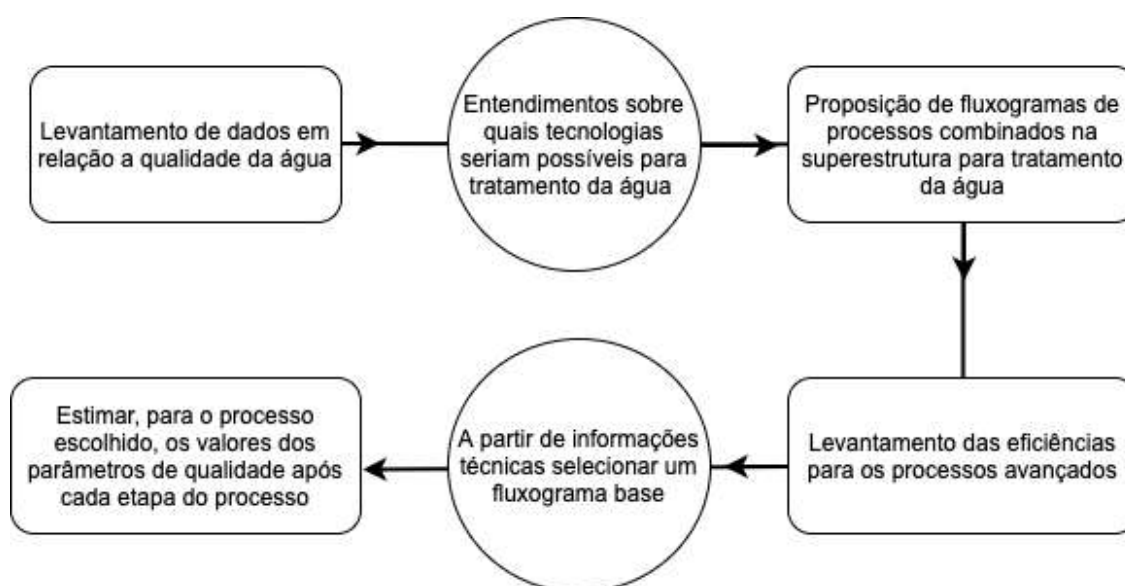 Levantamento de dados em
relação a qualidade da água
Entendimentos sobre
quais tecnologias
seriam possíveis para
tratamento da água
Proposição de fluxogramas de
processos combinados na
superestrutura para tratamento
da água
Levantamento das eficiências
para os processos avançados
A partir de informações
técnicas selecionar um
fluxograma base
Estimar, para o processo
escolhido, os valores dos
parâmetros de qualidade após
cada etapa do processo